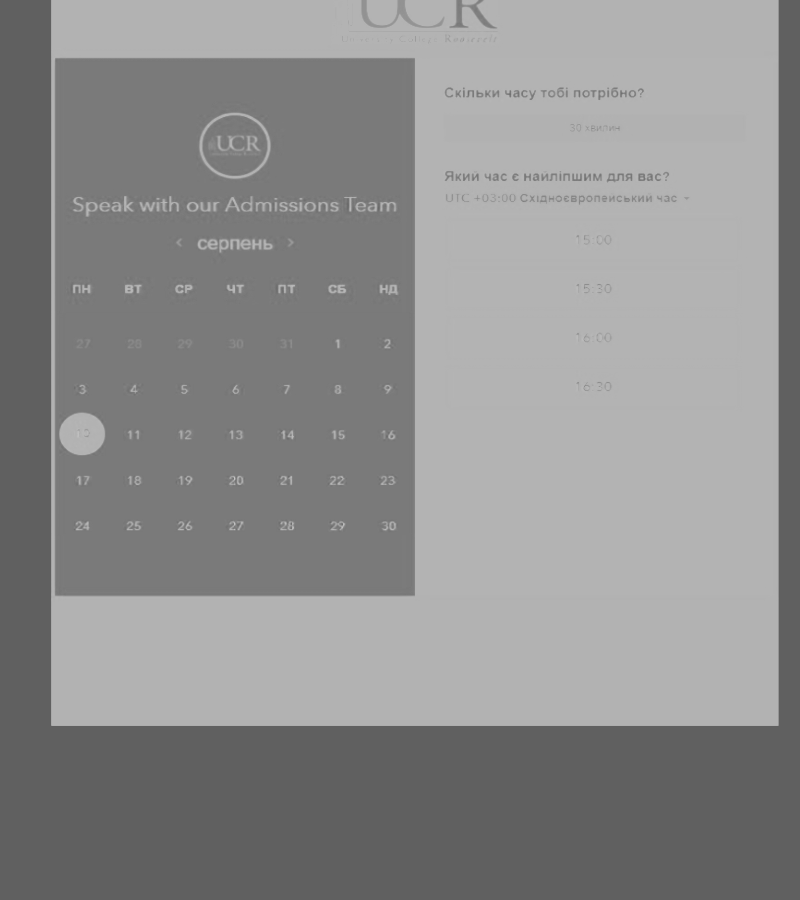 UCR
University College Roosevelt
UCR
Speak with our Admissions Team
серпень
ПН ВТ СР ЧТ ПТ СБ НД
27 28 29 30 31 1 2
3 4 5 6 7 8 9
10 11 12 13 14 15 16
17 18 19 20 21 22 23
24 25 26 27 28 29 30
Скільки часу тобі потрібно?
30 хвилин
Який час є найліпшим для вас?
UTC +03:00 Східноєвропейський час
15:00
15:30
16:00
16:30